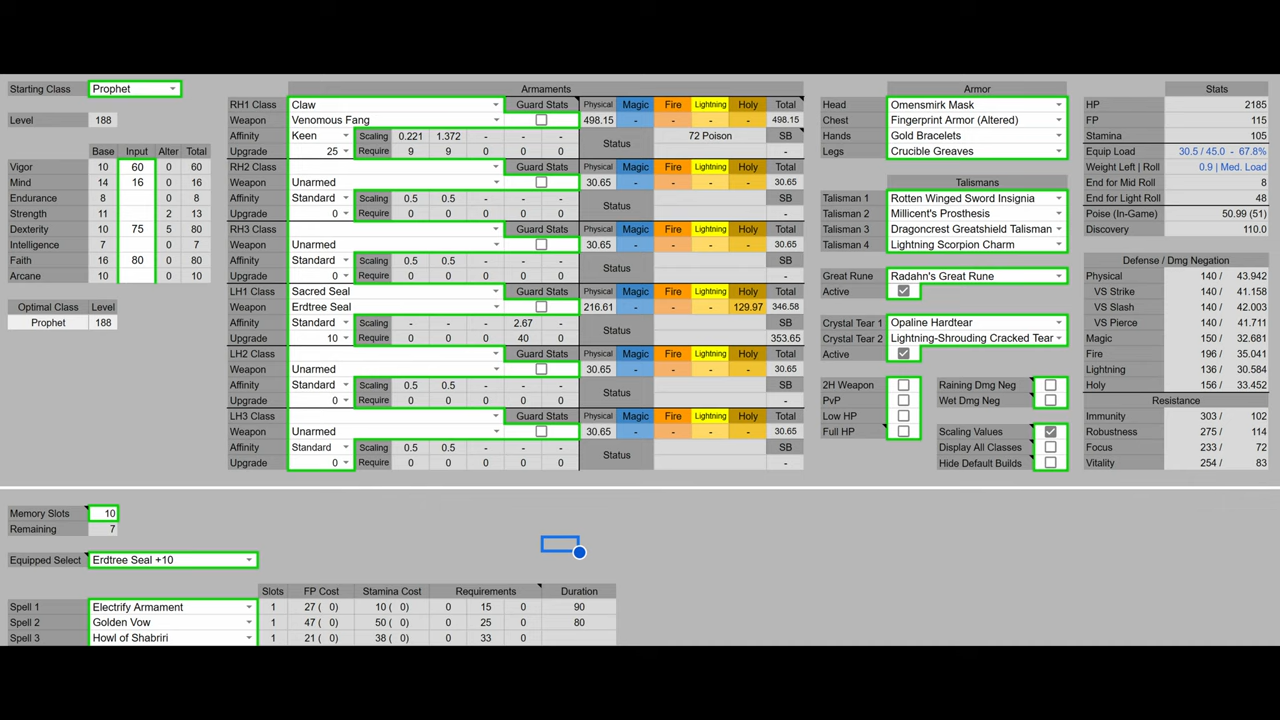 Starting Class Prophet
Level 188
Base Input Alter Total
Vigor 10 60 0 60
Mind 14 16 0 16
Endurance 8 0 8
Strength 11 2 13
Dexterity 10 75 5 80
Intelligence 7 0 7
Faith 16 80 0 80
Arcane 10 0 10
Optimal Class Level
Prophet 188
Armaments
RH1 Class Claw Guard Stats Physical Magic Fire Lightning Holy Total
Weapon Venomous Fang 498.15 - - - - 498.15
Affinity Keen Scaling 0.221 1.372 - - - Status 72 Poison SB
Upgrade 25 Require 9 9 0 0 0 -
RH2 Class Guard Stats Physical Magic Fire Lightning Holy Total
Weapon Unarmed 30.65 - - - - 30.65
Affinity Standard Scaling 0.5 0.5 - - - Status SB
Upgrade 0 Require 0 0 0 0 0 -
RH3 Class Guard Stats Physical Magic Fire Lightning Holy Total
Weapon Unarmed 30.65 - - - - 30.65
Affinity Standard Scaling 0.5 0.5 - - - Status SB
Upgrade 0 Require 0 0 0 0 0 -
LH1 Class Sacred Seal Guard Stats Physical Magic Fire Lightning Holy Total
Weapon Erdtree Seal 216.61 - - - 129.97 346.58
Affinity Standard Scaling - - - 2.67 - Status SB
Upgrade 10 Require 0 0 0 40 0 353.65
LH2 Class Guard Stats Physical Magic Fire Lightning Holy Total
Weapon Unarmed 30.65 - - - - 30.65
Affinity Standard Scaling 0.5 0.5 - - - Status SB
Upgrade 0 Require 0 0 0 0 0 -
LH3 Class Guard Stats Physical Magic Fire Lightning Holy Total
Weapon Unarmed 30.65 - - - - 30.65
Affinity Standard Scaling 0.5 0.5 - - - Status SB
Upgrade 0 Require 0 0 0 0 0 -
Armor
Head Omensmirk Mask
Chest Fingerprint Armor (Altered)
Hands Gold Bracelets
Legs Crucible Greaves
Talismans
Talisman 1 Rotten Winged Sword Insignia
Talisman 2 Millicent's Prosthesis
Talisman 3 Dragoncrest Greatshield Talisman
Talisman 4 Lightning Scorpion Charm
Great Rune Radahn's Great Rune
Active
Crystal Tear 1 Opaline Hardtear
Crystal Tear 2 Lightning-Shrouding Cracked Tear
Active
2H Weapon Raining Dmg Neg
PvP Wet Dmg Neg
Low HP
Full HP Scaling Values
Display All Classes
Hide Default Builds
Stats
HP 2185
FP 115
Stamina 105
Equip Load 30.5 / 45.0 - 67.8%
Weight Left | Roll 0.9 | Med. Load
End for Mid Roll 8
End for Light Roll 48
Poise (In-Game) 50.99 (51)
Discovery 110.0
Defense / Dmg Negation
Physical 140 / 43.942
VS Strike 140 / 41.158
VS Slash 140 / 42.003
VS Pierce 140 / 41.711
Magic 150 / 32.681
Fire 196 / 35.041
Lightning 136 / 30.584
Holy 156 / 33.452
Resistance
Immunity 303 / 102
Robustness 275 / 114
Focus 233 / 72
Vitality 254 / 83
Memory Slots 10
Remaining 7
Equipped Select Erdtree Seal +10
Slots FP Cost Stamina Cost Requirements Duration
Spell 1 Electrify Armament 1 27 ( 0) 10 ( 0) 0 15 0 90
Spell 2 Golden Vow 1 47 ( 0) 50 ( 0) 0 25 0 80
Spell 3 Howl of Shabriri 1 21 ( 0) 38 ( 0) 0 33 0